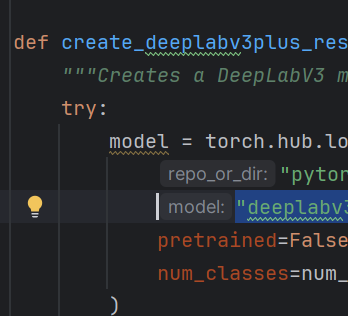 def create_deeplabv3plus_res
"""Creates a DeepLabV3 m
try:
model = torch.hub.lo
repo_or_dir: "pytor
model: "deeplabv3
pretrained=False
num_classes=num_
)